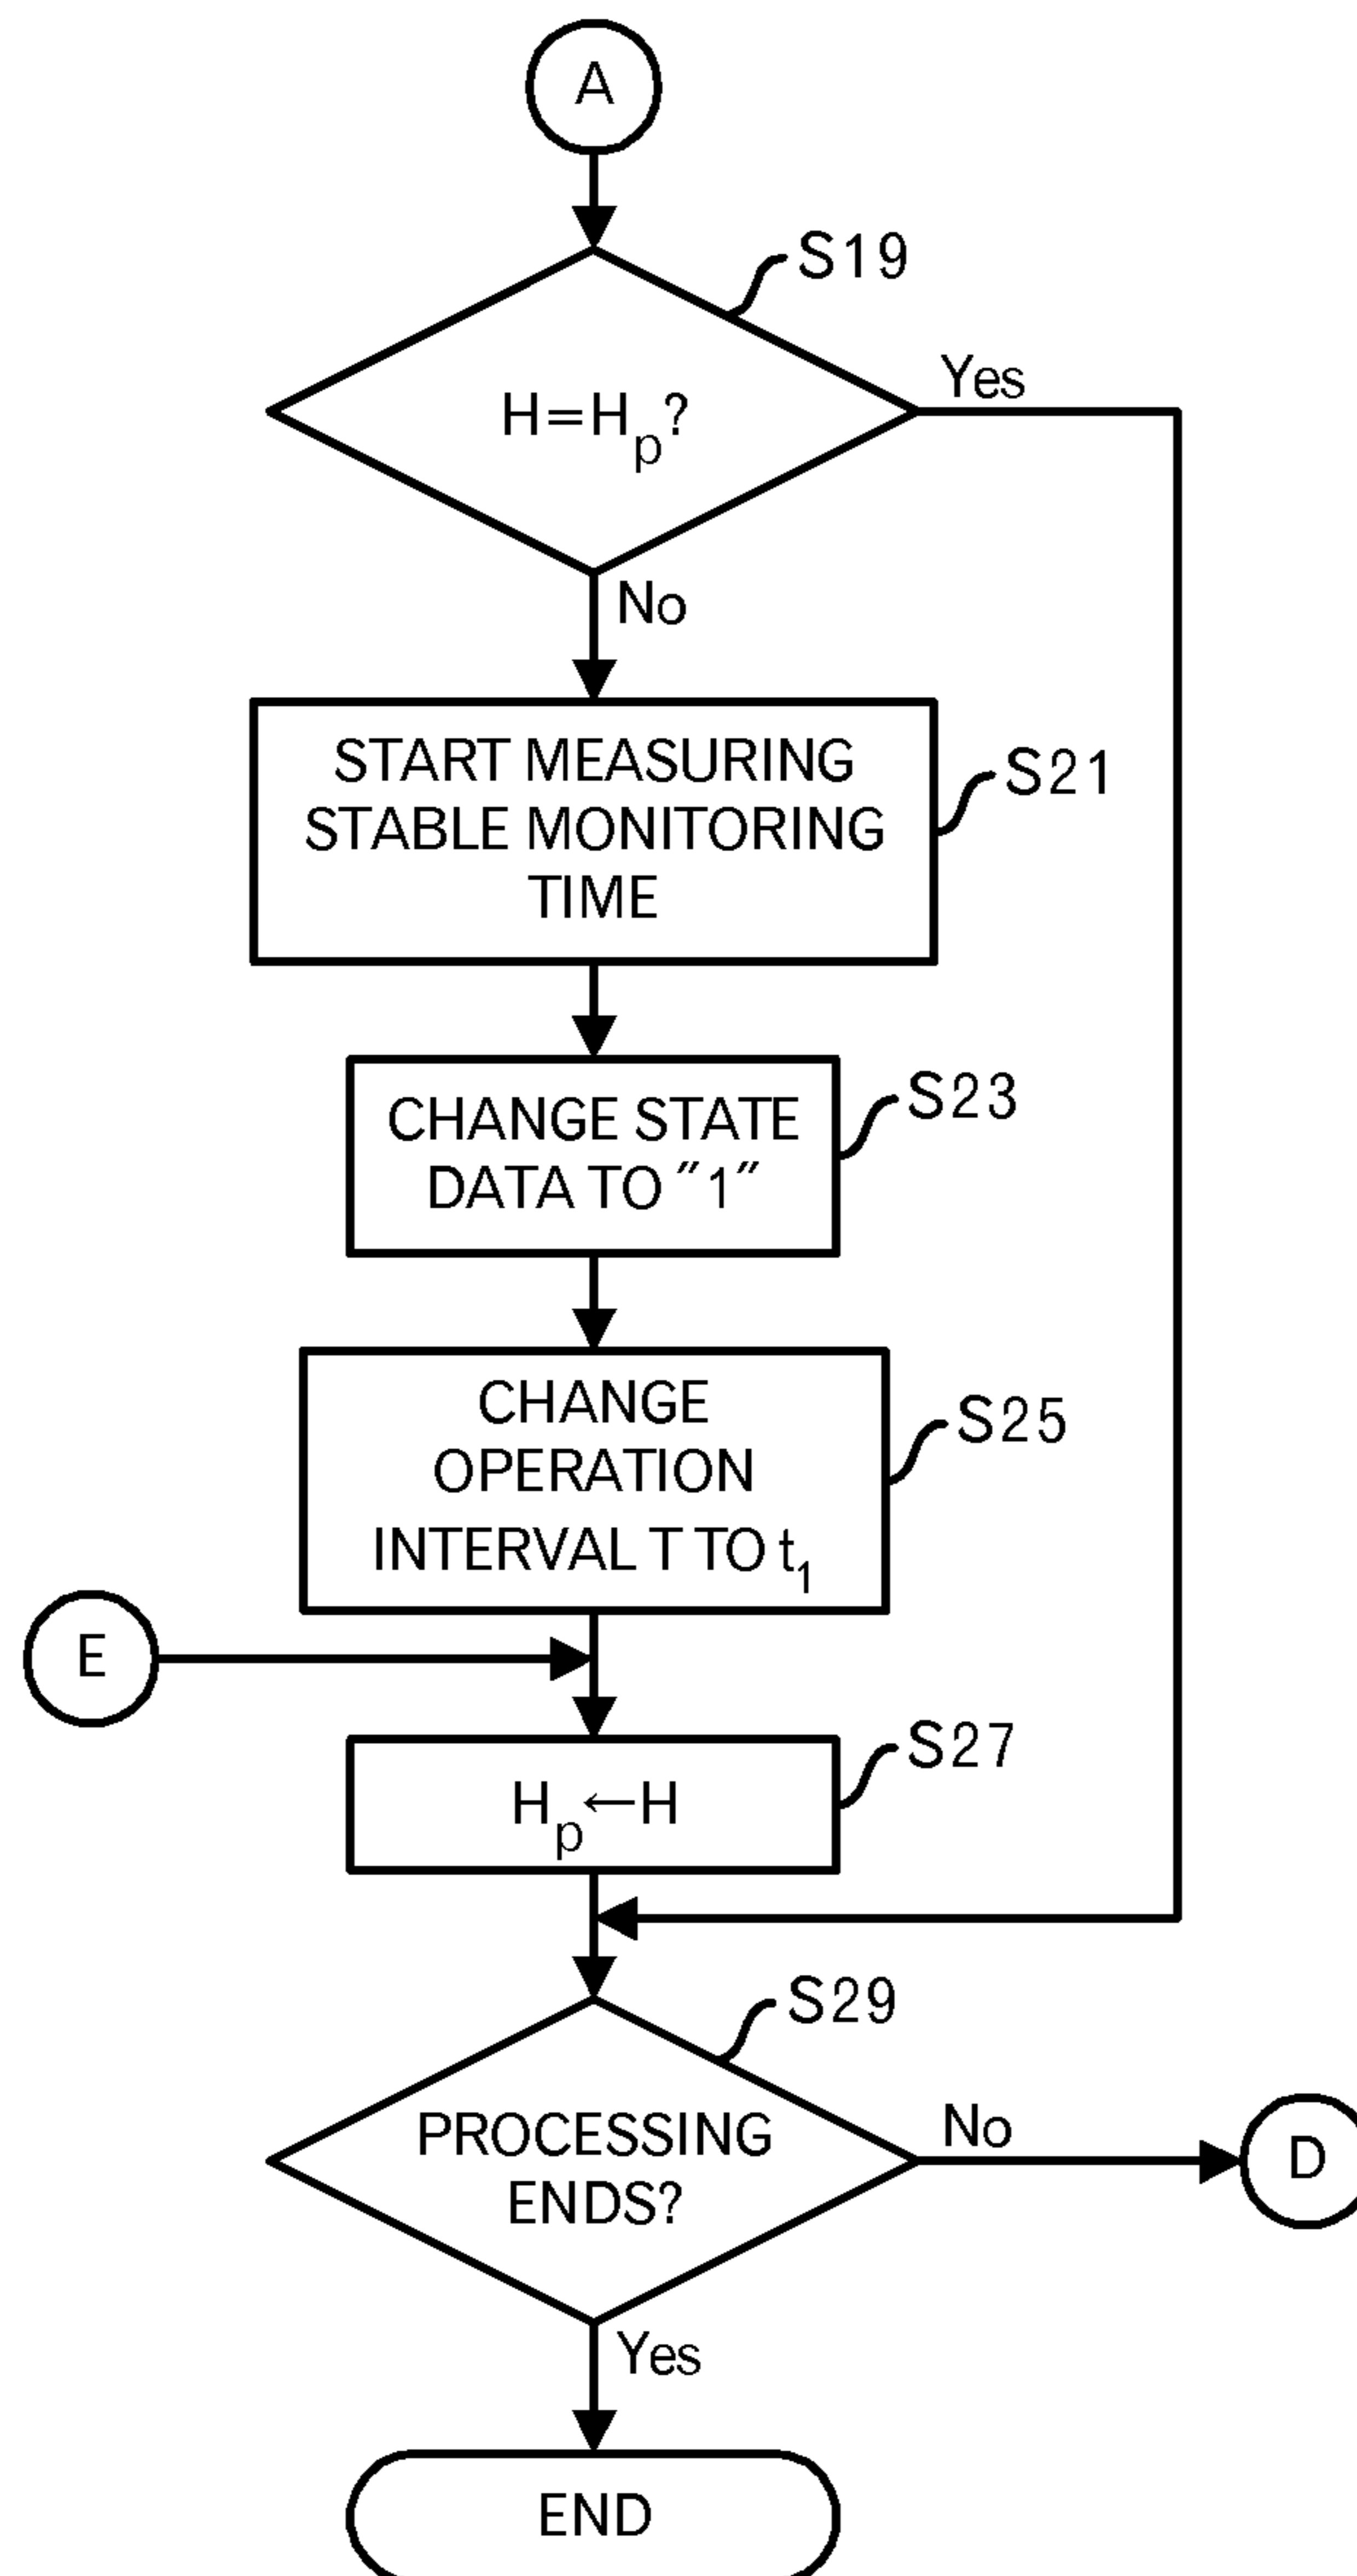 A
S19
H=Hp?
Yes
No
START MEASURING
STABLE MONITORING
TIME
S21
CHANGE STATE
DATA TO "1"
S23
CHANGE
OPERATION
INTERVAL T TO t1
S25
E
Hp←H
S27
S29
PROCESSING
ENDS?
No
D
Yes
END